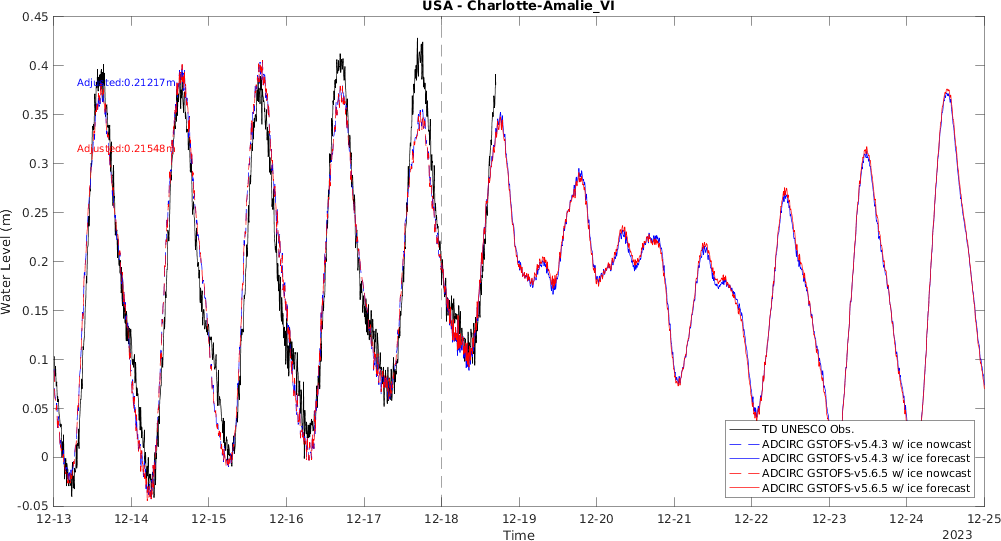 USA - Charlotte-Amalie_VI
0.45
0.4
0.35
0.3
0.25
0.2
0.15
0.1
0.05
0
-0.05
Water Level (m)
Adjusted:0.21217m
Adjusted:0.21548m
TD UNESCO Obs.
ADCIRC GSTOFS-v5.4.3 w/ ice nowcast
ADCIRC GSTOFS-v5.4.3 w/ ice forecast
ADCIRC GSTOFS-v5.6.5 w/ ice nowcast
ADCIRC GSTOFS-v5.6.5 w/ ice forecast
12-13 12-14 12-15 12-16 12-17 12-18 12-19 12-20 12-21 12-22 12-23 12-24 12-25
Time
2023